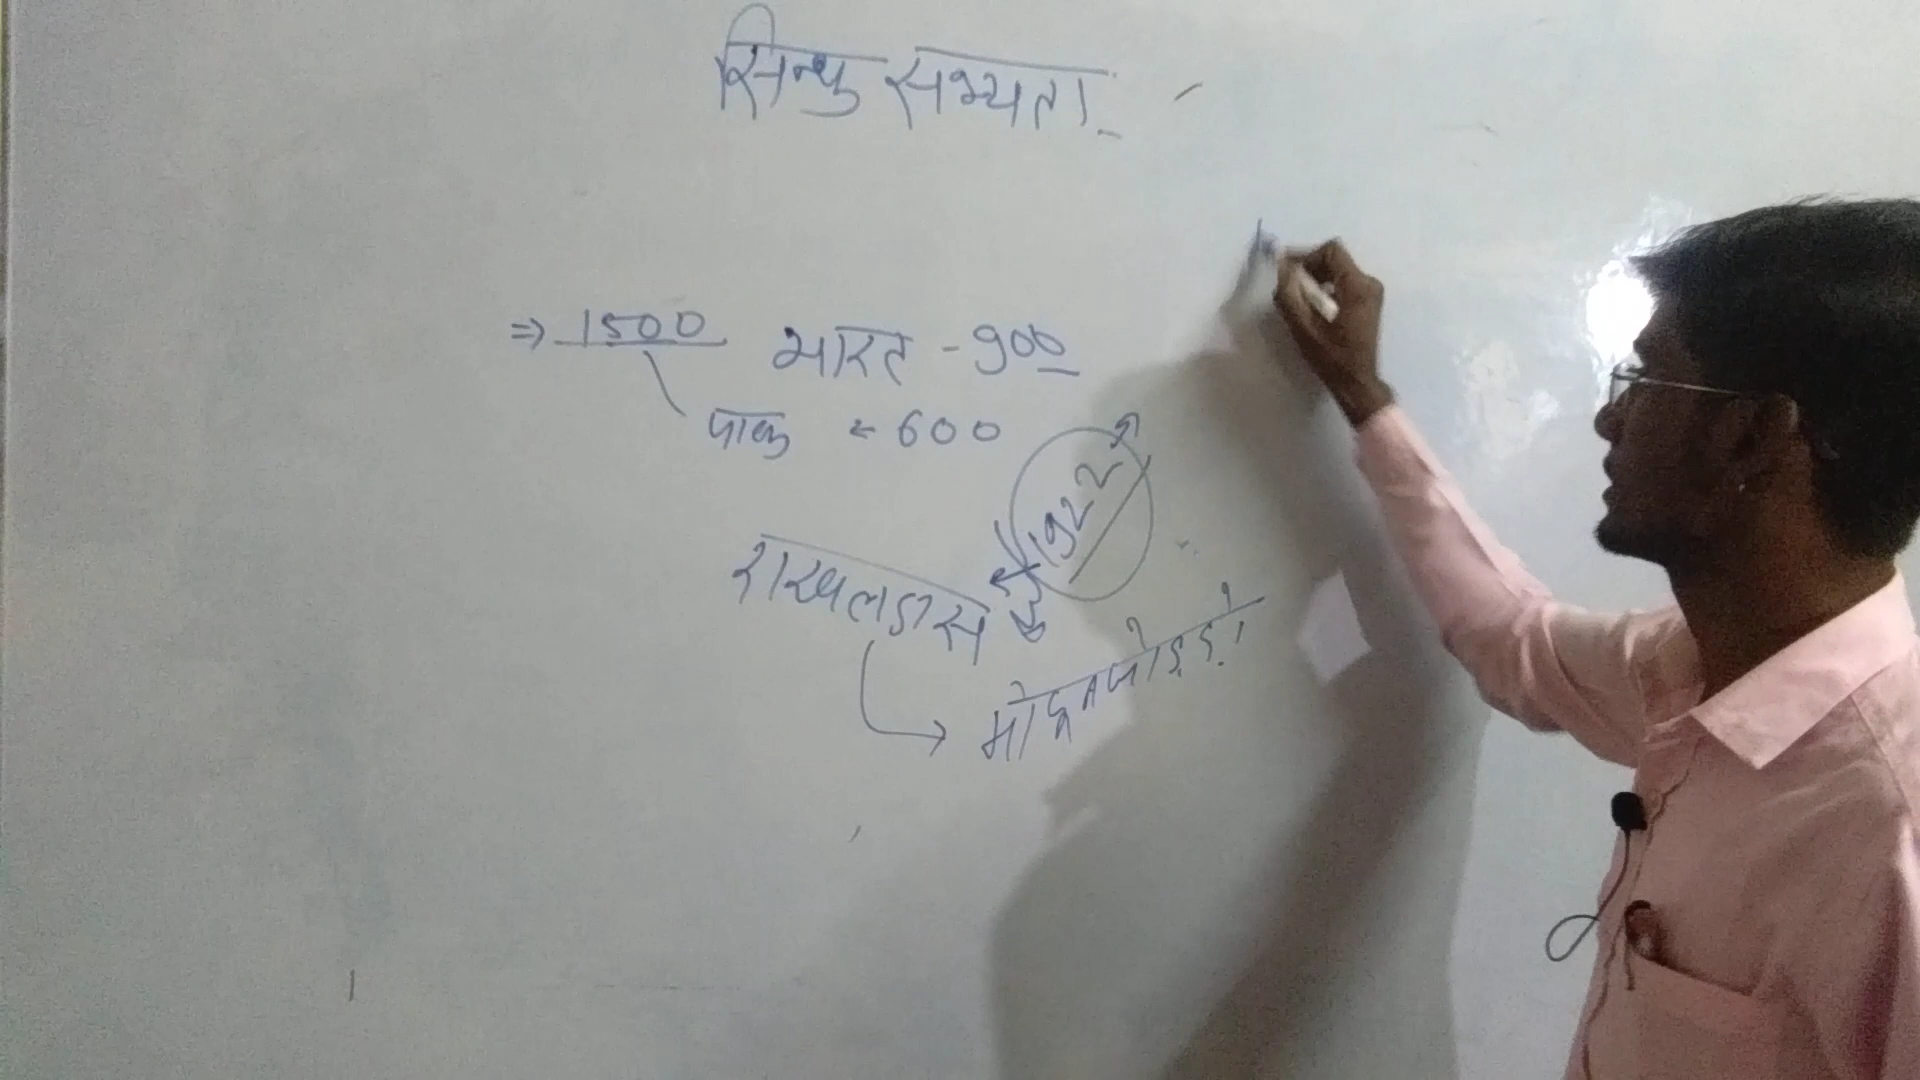 सिन्धु सभ्यता
⇒ 1500 भारत - 900
पाक - 600
1922
राखलदास
→ मोहनजोदड़ो